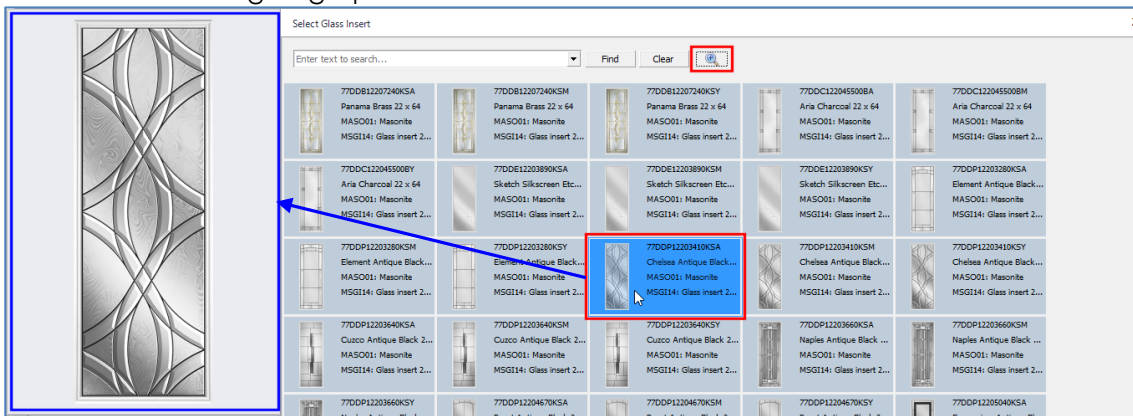 Select Glass Insert
Enter text to search...
Find
Clear
77DDB12207240KSA
Panama Brass 22 x 64
MASO01: Masonite
MSGI14: Glass insert 2...
77DDB12207240KSM
Panama Brass 22 x 64
MASO01: Masonite
MSGI14: Glass insert 2...
77DDB12207240KSY
Panama Brass 22 x 64
MASO01: Masonite
MSGI14: Glass insert 2...
77DDC122045500BA
Aria Charcoal 22 x 64
MASO01: Masonite
MSGI14: Glass insert 2...
77DDC122045500BM
Aria Charcoal 22 x 64
MASO01: Masonite
MSGI14: Glass insert 2...
77DDC122045500BY
Aria Charcoal 22 x 64
MASO01: Masonite
MSGI14: Glass insert 2...
77DDE12203890KSA
Sketch Silkscreen Etc...
MASO01: Masonite
MSGI14: Glass insert 2...
77DDE12203890KSM
Sketch Silkscreen Etc...
MASO01: Masonite
MSGI14: Glass insert 2...
77DDE12203890KSY
Sketch Silkscreen Etc...
MASO01: Masonite
MSGI14: Glass insert 2...
77DDP12203280KSA
Element Antique Black...
MASO01: Masonite
MSGI14: Glass insert 2...
77DDP12203280KSM
Element Antique Black...
MASO01: Masonite
MSGI14: Glass insert 2...
77DDP12203280KSY
Element Antique Black...
MASO01: Masonite
MSGI14: Glass insert 2...
77DDP12203410KSA
Chelsea Antique Black...
MASO01: Masonite
MSGI14: Glass insert 2...
77DDP12203410KSM
Chelsea Antique Black...
MASO01: Masonite
MSGI14: Glass insert 2...
77DDP12203410KSY
Chelsea Antique Black...
MASO01: Masonite
MSGI14: Glass insert 2...
77DDP12203640KSA
Cuzco Antique Black 2...
MASO01: Masonite
MSGI14: Glass insert 2...
77DDP12203640KSM
Cuzco Antique Black 2...
MASO01: Masonite
MSGI14: Glass insert 2...
77DDP12203640KSY
Cuzco Antique Black 2...
MASO01: Masonite
MSGI14: Glass insert 2...
77DDP12203660KSA
Naples Antique Black ...
MASO01: Masonite
MSGI14: Glass insert 2...
77DDP12203660KSM
Naples Antique Black ...
MASO01: Masonite
MSGI14: Glass insert 2...
77DDP12203660KSY
77DDP12204670KSA
77DDP12204670KSM
77DDP12204670KSY
77DDP12205040KSA